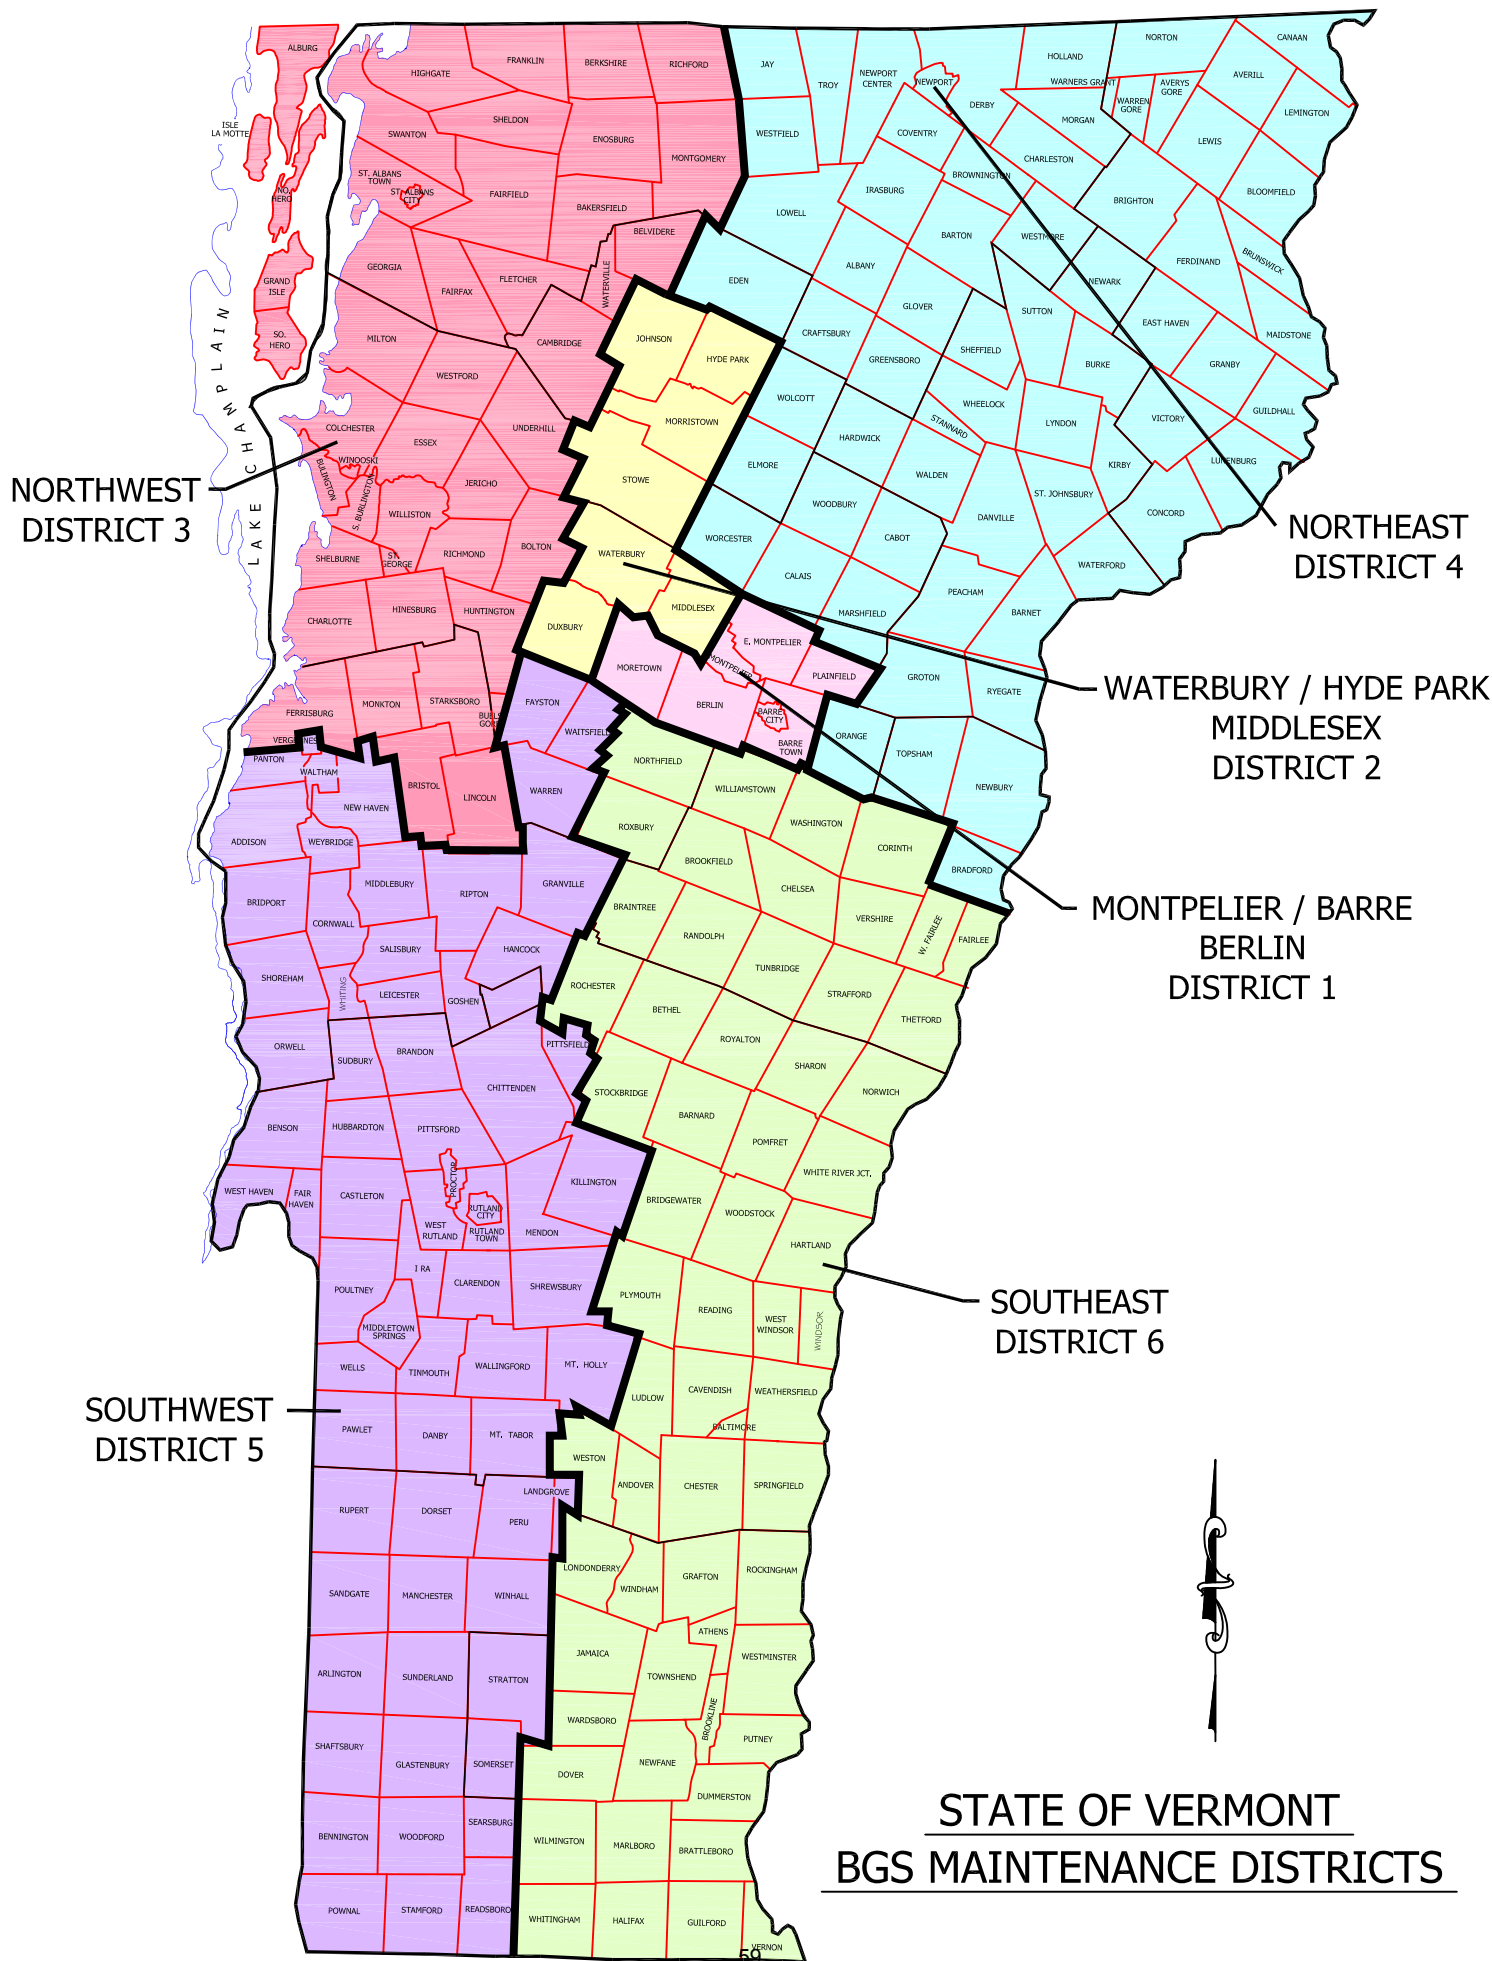 ALBURG
HIGHGATE
FRANKLIN
BERKSHIRE
RICHFORD
JAY
TROY
NEWPORT
CENTER
NEWPORT
DERBY
HOLLAND
NORTON
CANAAN
WARNERS GRANT
WARREN
GORE
AVERYS
GORE
AVERILL
LEMINGTON
ISLE
LA MOTTE
SWANTON
SHELDON
ENOSBURG
MONTGOMERY
WESTFIELD
COVENTRY
MORGAN
CHARLESTON
LEWIS
BLOOMFIELD
NO.
HERO
ST. ALBANS
TOWN
ST. ALBANS
CITY
FAIRFIELD
BAKERSFIELD
BELVIDERE
LOWELL
IRASBURG
BROWNINGTON
BRIGHTON
BARTON
WESTMORE
FERDINAND
BRUNSWICK
GEORGIA
FAIRFAX
FLETCHER
WATERVILLE
EDEN
ALBANY
NEWARK
GRAND
ISLE
SO.
HERO
GLOVER
SUTTON
EAST HAVEN
MAIDSTONE
MILTON
CAMBRIDGE
JOHNSON
HYDE PARK
CRAFTSBURY
GREENSBORO
SHEFFIELD
BURKE
GRANBY
WESTFORD
WOLCOTT
WHEELOCK
STANNARD
LYNDON
VICTORY
GUILDHALL
LAKE CHAMPLAIN
COLCHESTER
ESSEX
UNDERHILL
MORRISTOWN
HARDWICK
WINOOSKI
BULINGTON
S. BURLINGTON
WILLISTON
JERICHO
STOWE
ELMORE
WALDEN
KIRBY
LUNENBURG
ST. JOHNSBURY
NORTHWEST
DISTRICT 3
WOODBURY
DANVILLE
CONCORD
NORTHEAST
DISTRICT 4
SHELBURNE
ST.
GEORGE
RICHMOND
BOLTON
WATERBURY
WORCESTER
CABOT
CALAIS
WATERFORD
PEACHAM
BARNET
CHARLOTTE
HINESBURG
HUNTINGTON
DUXBURY
MIDDLESEX
MARSHFIELD
E. MONTPELIER
MONTPELIER
PLAINFIELD
MORETOWN
BERLIN
BARRE
CITY
BARRE
TOWN
GROTON
RYEGATE
WATERBURY / HYDE PARK
MIDDLESEX
DISTRICT 2
FERRISBURG
MONKTON
STARKSBORO
BUELS
GORE
FAYSTON
WAITSFIELD
ORANGE
TOPSHAM
VERGENNES
PANTON
WALTHAM
NEW HAVEN
BRISTOL
LINCOLN
WARREN
NORTHFIELD
WILLIAMSTOWN
WASHINGTON
NEWBURY
ADDISON
WEYBRIDGE
ROXBURY
BROOKFIELD
CORINTH
BRADFORD
MIDDLEBURY
RIPTON
GRANVILLE
CHELSEA
BRIDPORT
CORNWALL
BRAINTREE
VERSHIRE
W. FAIRLEE
FAIRLEE
MONTPELIER / BARRE
BERLIN
DISTRICT 1
SALISBURY
HANCOCK
RANDOLPH
TUNBRIDGE
SHOREHAM
WHITING
LEICESTER
GOSHEN
ROCHESTER
BETHEL
STRAFFORD
THETFORD
ORWELL
SUDBURY
BRANDON
PITTSFIELD
ROYALTON
SHARON
CHITTENDEN
STOCKBRIDGE
NORWICH
BENSON
HUBBARDTON
PITTSFORD
BARNARD
POMFRET
WHITE RIVER JCT.
WEST HAVEN
FAIR
HAVEN
CASTLETON
PROCTOR
RUTLAND
CITY
WEST
RUTLAND
RUTLAND
TOWN
MENDON
KILLINGTON
BRIDGEWATER
WOODSTOCK
HARTLAND
POULTNEY
I RA
CLARENDON
SHREWSBURY
PLYMOUTH
READING
WEST
WINDSOR
WINDSOR
SOUTHEAST
DISTRICT 6
MIDDLETOWN
SPRINGS
WELLS
TINMOUTH
WALLINGFORD
MT. HOLLY
LUDLOW
CAVENDISH
WEATHERSFIELD
BALTIMORE
SOUTHWEST
DISTRICT 5
PAWLET
DANBY
MT. TABOR
WESTON
ANDOVER
CHESTER
SPRINGFIELD
RUPERT
DORSET
LANDGROVE
PERU
LONDONDERRY
WINDHAM
GRAFTON
ROCKINGHAM
SANDGATE
MANCHESTER
WINHALL
ATHENS
JAMAICA
TOWNSHEND
WESTMINSTER
ARLINGTON
SUNDERLAND
STRATTON
WARDSBORO
BROOKLINE
PUTNEY
SHAFTSBURY
GLASTENBURY
SOMERSET
DOVER
NEWFANE
DUMMERSTON
BENNINGTON
WOODFORD
SEARSBURG
WILMINGTON
MARLBORO
BRATTLEBORO
POWNAL
STAMFORD
READSBORO
WHITINGHAM
HALIFAX
GUILFORD
VERNON
STATE OF VERMONT
BGS MAINTENANCE DISTRICTS
59